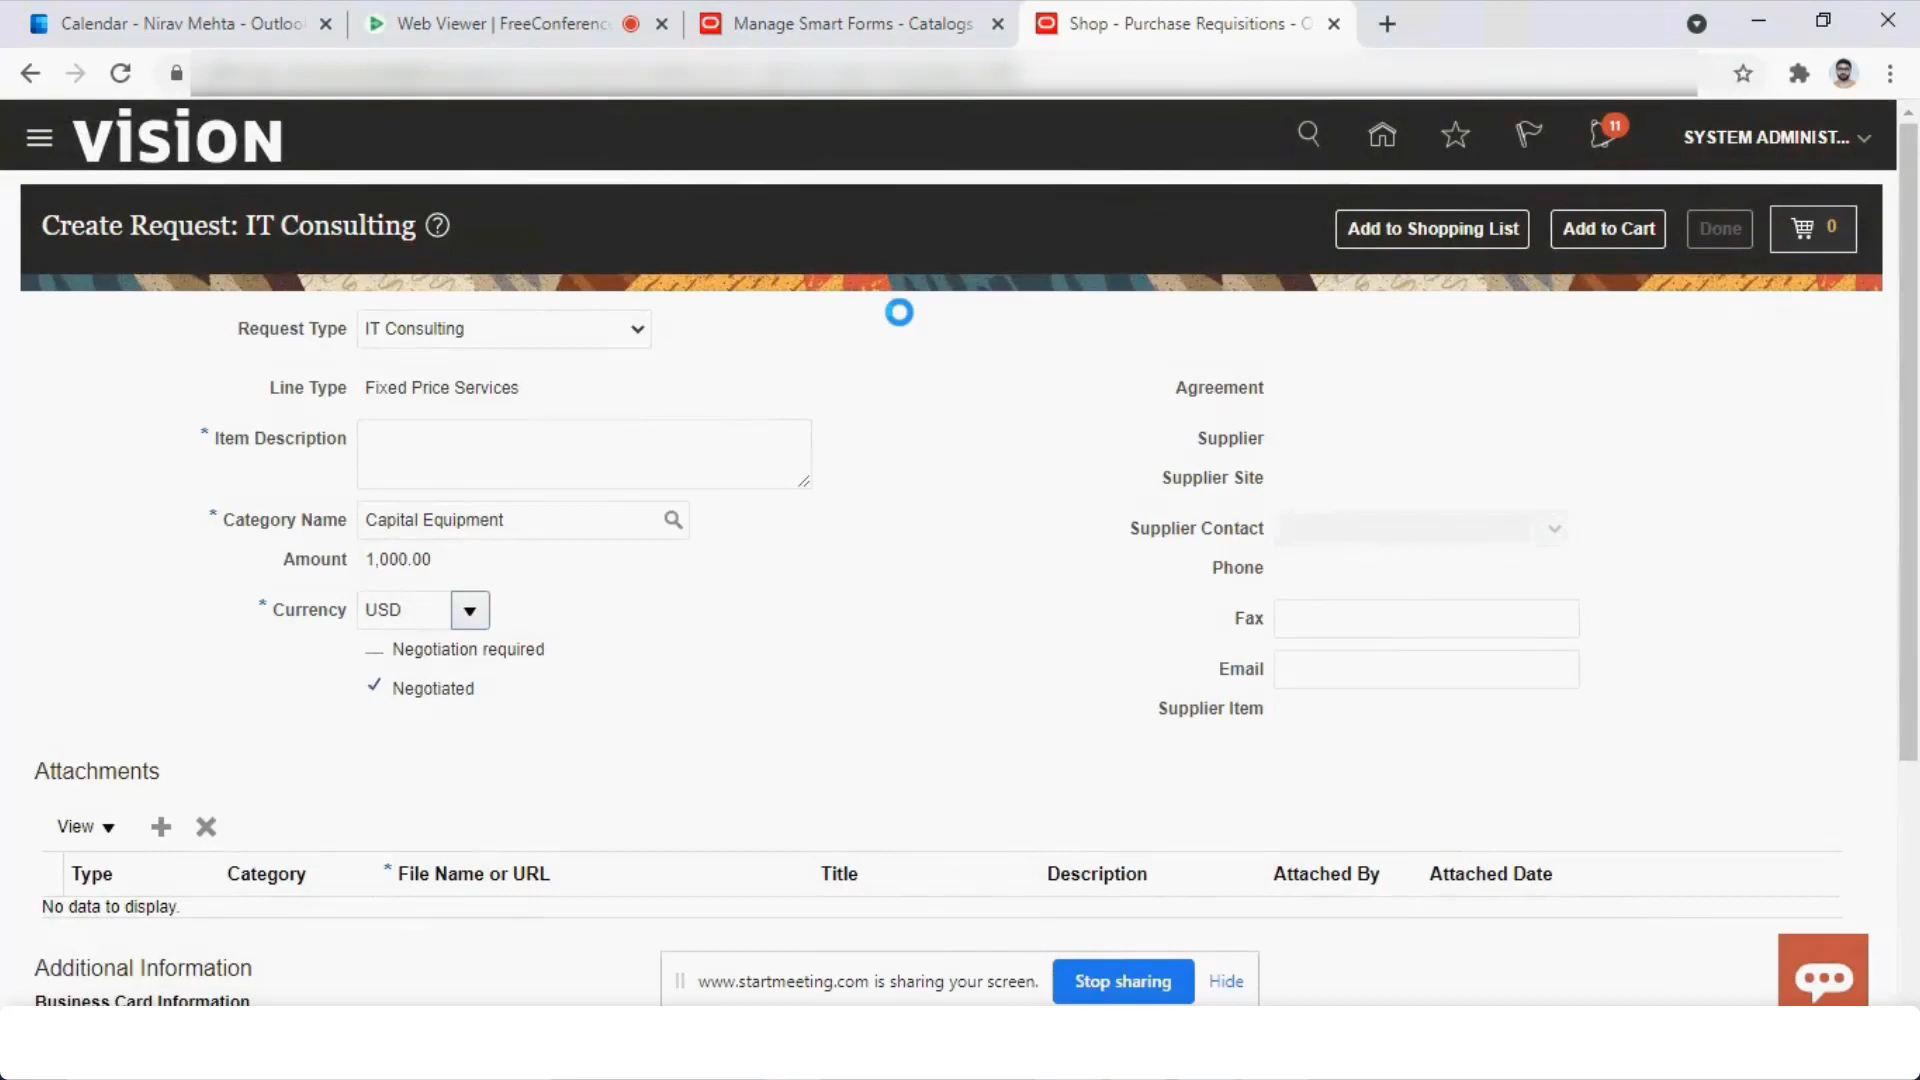 Calendar - Nirav Mehta - Outloo
Web Viewer | FreeConferenc
Manage Smart Forms - Catalogs
Shop - Purchase Requisitions - O
VISION
11
SYSTEM ADMINIST...
Create Request: IT Consulting ?
Add to Shopping List
Add to Cart
Done
0
Request Type IT Consulting
Line Type Fixed Price Services
* Item Description
* Category Name Capital Equipment
Amount 1,000.00
* Currency USD
Negotiation required
Negotiated
Agreement
Supplier
Supplier Site
Supplier Contact
Phone
Fax
Email
Supplier Item
Attachments
View
Type Category * File Name or URL Title Description Attached By Attached Date
No data to display.
Additional Information
Business Card Information
www.startmeeting.com is sharing your screen. Stop sharing Hide